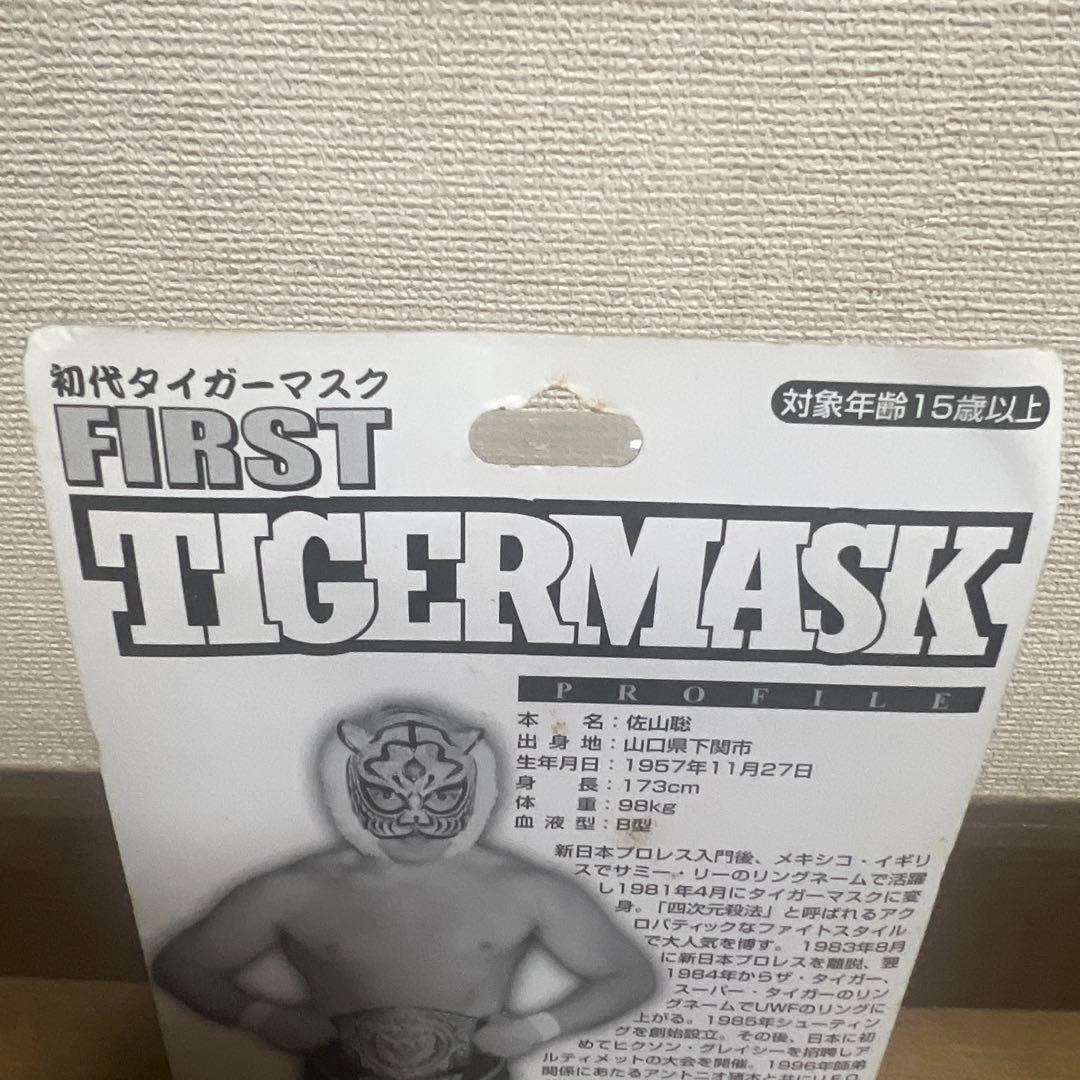 初代タイガーマスク
FIRST
対象年齢15歳以上
TIGERMASK
PROFILE
本名：佐山聡
出身地：山口県下関市
生年月日：1957年11月27日
身長：173cm
体重：98kg
血液型：B型
新日本プロレス入門後、メキシコ・イギリ
スでサミー・リーのリングネームで活躍
し1981年4月にタイガーマスクに変
身。「四次元殺法」と呼ばれるアク
ロバティックなファイトスタイル
で大人気を博す。1983年8月
に新日本プロレスを離脱、翌
1984年からザ・タイガー、
スーパー・タイガーのリン
グネームでUWFのリングに
上がる。1985年シューティン
グを創始設立。その後、日本に初
めてヒクソン・グレイシーを招聘しア
ルティメットの大会を開催。1996年師弟
関係にあたるアントニオ猪木と共にU.F.O